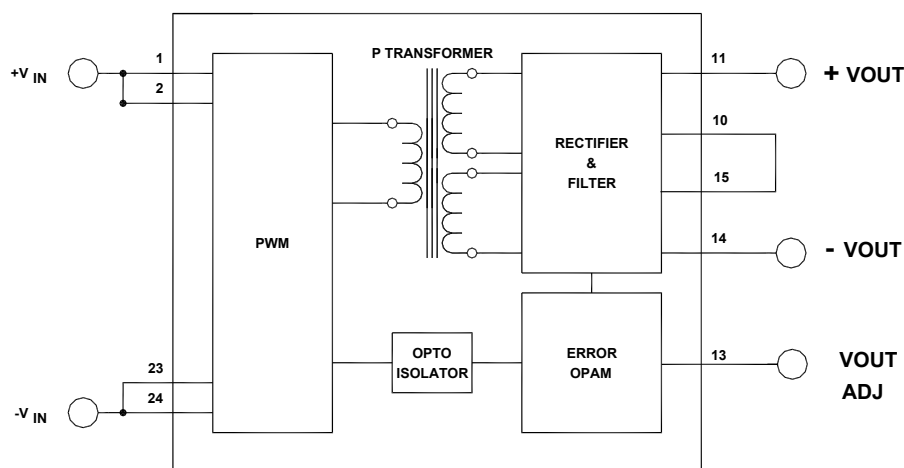 P TRANSFORMER
1
11
+V IN
+ VOUT
2
10
RECTIFIER
&
FILTER
15
PWM
14
- VOUT
OPTO
ISOLATOR
ERROR
OPAM
13
VOUT
ADJ
23
24
-V IN